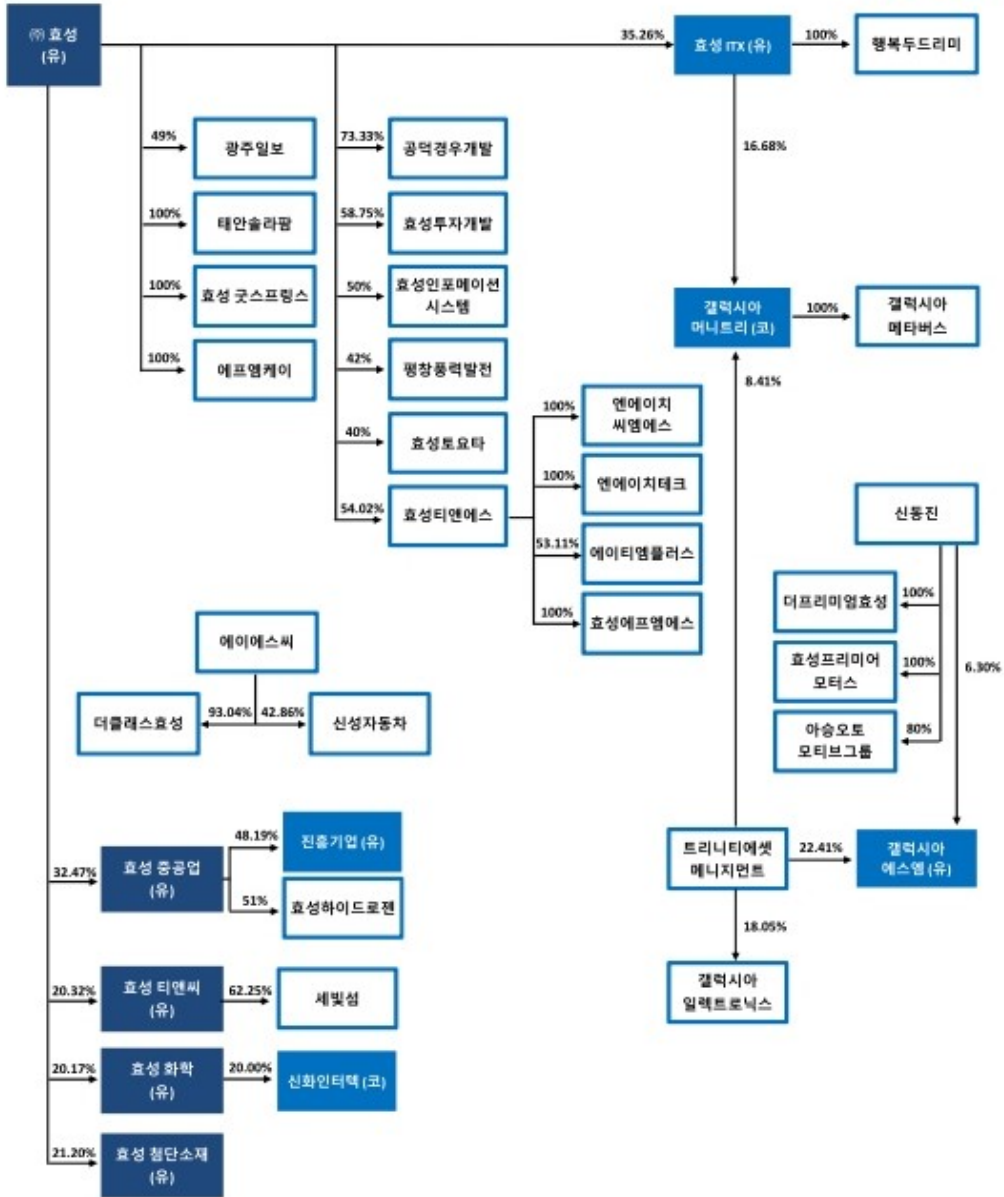 ㈜ 효성
(유)
35.26%
효성 ITX (유)
100%
행복두드리미
49%
광주일보
73.33%
공덕경우개발
16.68%
100%
태안솔라팜
58.75%
효성투자개발
100%
효성 굿스프링스
50%
효성인포메이션
시스템
갤럭시아
머니트리 (코)
100%
갤럭시아
메타버스
100%
에프엠케이
42%
평창풍력발전
8.41%
40%
효성토요타
100%
엔에이치
씨엠에스
54.02%
효성티앤에스
100%
엔에이치테크
53.11%
에이티엠플러스
100%
효성에프엠에스
신동진
더프리미엄효성
100%
효성프리미어
모터스
100%
6.30%
아승오토
모티브그룹
80%
에이에스씨
더클래스효성
93.04%
42.86%
신성자동차
32.47%
효성 중공업
(유)
48.19%
진흥기업 (유)
51%
효성하이드로젠
트리니티에셋
메니지먼트
22.41%
갤럭시아
에스엠 (유)
18.05%
갤럭시아
일렉트로닉스
20.32%
효성 티앤씨
(유)
62.25%
세빛섬
20.17%
효성 화학
(유)
20.00%
신화인터텍 (코)
21.20%
효성 첨단소재
(유)